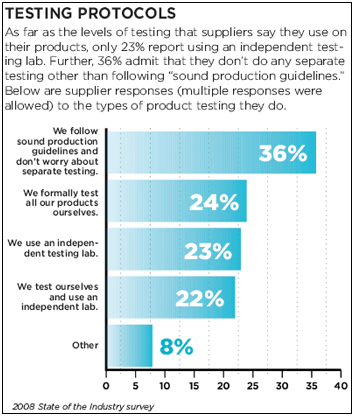 TESTING PROTOCOLS
As far as the levels of testing that suppliers say they use on
their products, only 23% report using an independent test-
ing lab. Further, 36% admit that they don't do any separate
testing other than following “sound production guidelines.”
Below are supplier responses (multiple responses were
allowed) to the types of product testing they do.
We follow
sound production
guidelines and
don't worry about
separate testing.
36%
We formally test
all our products
ourselves.
24%
We use an indepen-
dent testing lab.
23%
We test ourselves
and use an
independent lab.
22%
Other
8%
0 5 10 15 20 25 30 35 40
2008 State of the Industry survey